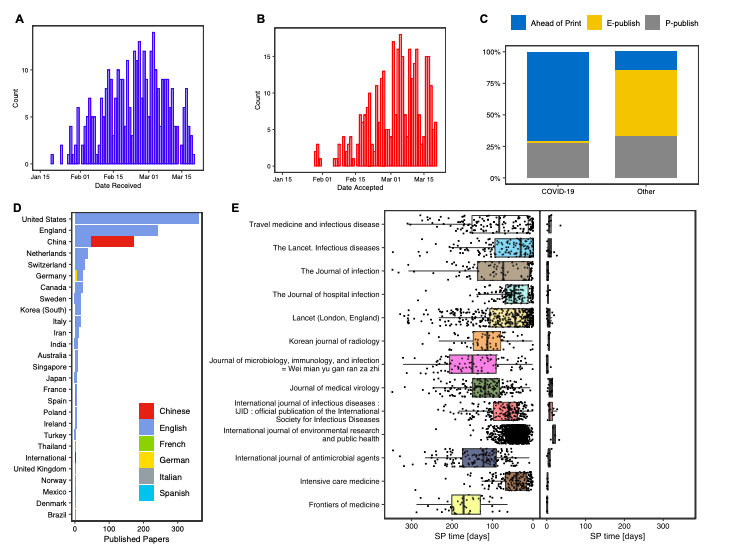 A
Count
10
5
0
Jan 15
Feb 01
Feb 15
Mar 01
Mar 15
Date Received
B
Count
15
10
5
0
Jan 15
Feb 01
Feb 15
Mar 01
Mar 15
Date Accepted
C
Ahead of Print
E-publish
P-publish
100%
75%
50%
25%
0%
COVID-19
Other
D
United States
England
China
Netherlands
Switzerland
Germany
Canada
Sweden
Korea (South)
Italy
Iran
India
Australia
Singapore
Japan
France
Spain
Poland
Ireland
Turkey
Thailand
International
United Kingdom
Norway
Mexico
Denmark
Brazil
Chinese
English
French
German
Italian
Spanish
0
100
200
300
Published Papers
E
Travel medicine and infectious disease
The Lancet. Infectious diseases
The Journal of infection
The Journal of hospital infection
Lancet (London, England)
Korean journal of radiology
Journal of microbiology, immunology, and infection
= Wei mian yu gan ran za zhi
Journal of medical virology
International journal of infectious diseases :
IJID : official publication of the International
Society for Infectious Diseases
International journal of environmental research
and public health
International journal of antimicrobial agents
Intensive care medicine
Frontiers of medicine
300
200
100
0
SP time [days]
0
100
200
300
SP time [days]